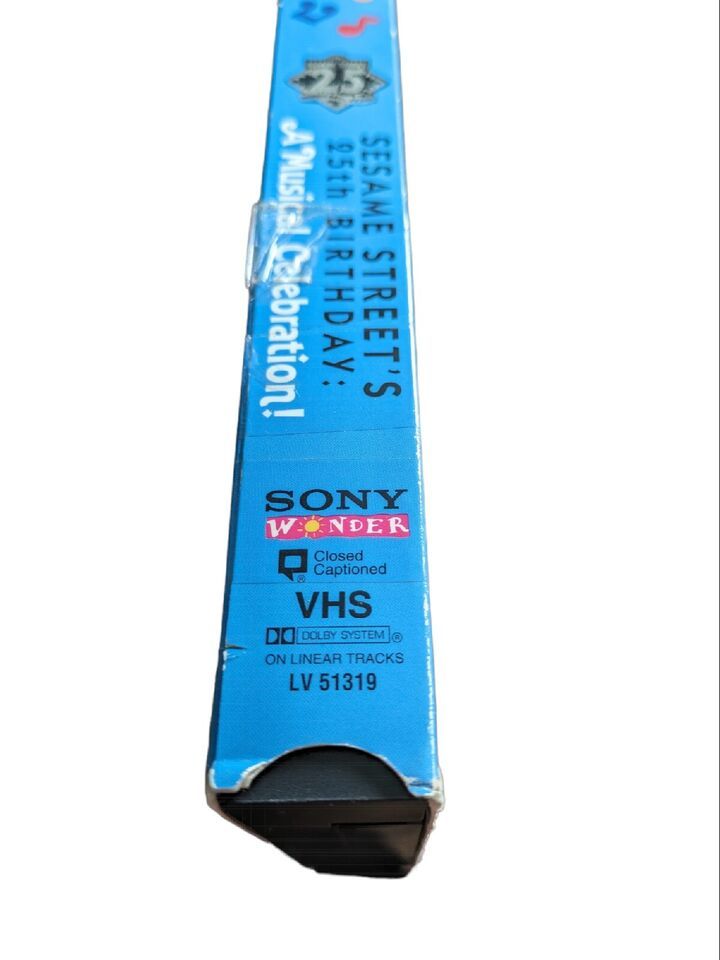 25
SESAME STREET'S
25th BIRTHDAY:
A Musical Celebration!
SONY
WONDER
Closed
Captioned
®
VHS
DOLBY SYSTEM ®
ON LINEAR TRACKS
LV 51319